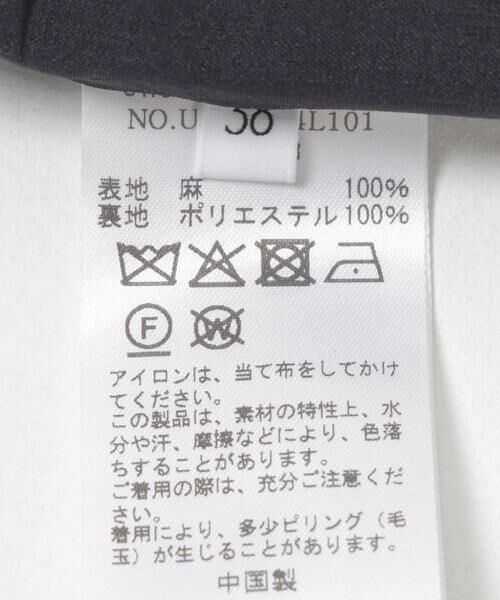 38
NO.U 4L101
表地 麻 100%
裏地 ポリエステル 100%
F
W
アイロンは、当て布をしてかけ
てください。
この製品は、素材の特性上、水
分や汗、摩擦などにより、色落
ちすることがあります。
ご着用の際は、充分ご注意くだ
さい。
着用により、多少ピリング（毛
玉）が生じることがあります。
中国製